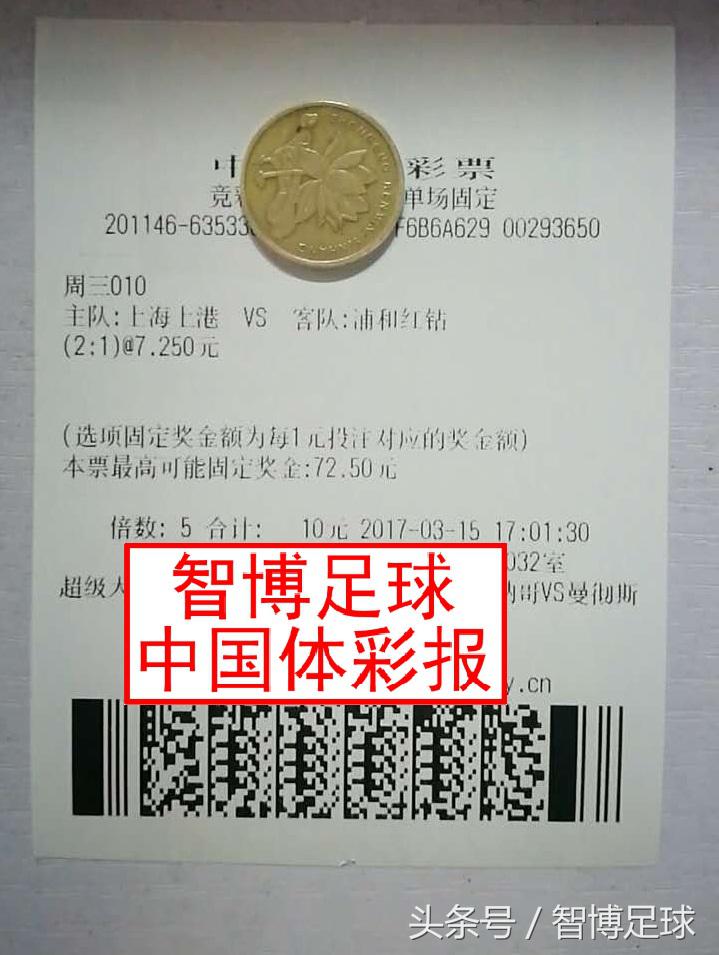 中 彩票
竞彩 单场固定
201146-635333 F6B6A629 00293650
周三010
主队:上海上港 VS 客队:浦和红钻
(2:1)@7.250元
(选项固定奖金额为每1元投注对应的奖金额)
本票最高可能固定奖金:72.50元
倍数: 5 合计: 10元 2017-03-15 17:01:30
032室
超级 哥VS曼彻斯
智博足球
中国体彩报
y.cn
头条号 / 智博足球